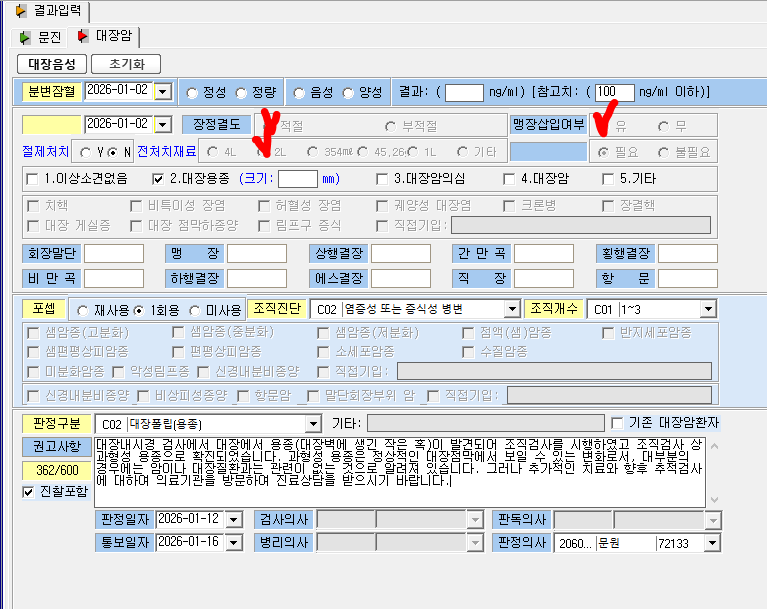 결과입력
문진 대장암
대장음성 초기화
분변잠혈 2026-01-02 정성 정량 음성 양성 결과: ( ng/ml) [참고치: ( 100 ng/ml 이하)]
2026-01-02 장정결도 적절 부적절 맹장삽입여부 유 무
절제처치 Y N 전처치재료 4L 2L 354㎖ 45,26 1L 기타 필요 불필요
1.이상소견없음 2.대장용종 (크기: mm) 3.대장암의심 4.대장암 5.기타
치핵 비특이성 장염 허혈성 장염 궤양성 대장염 크론병 장결핵
대장 게실증 대장 점막하종양 림프구 증식 직접기입:
회장말단 맹 장 상행결장 간 만 곡 횡행결장
비 만 곡 하행결장 에스결장 직 장 항 문
포셉 재사용 1회용 미사용 조직진단 C02 염증성 또는 증식성 병변 조직개수 C01 1~3
샘암종(고분화) 샘암종(중분화) 샘암종(저분화) 점액(샘)암종 반지세포암종
샘편평상피암종 편평상피암종 소세포암종 수질암종
미분화암종 악성림프종 신경내분비종양 직접기입:
신경내분비종양 비상피성종양 항문암 말단회장부위 암 직접기입:
판정구분 C02 대장폴립(용종) 기타: 기존 대장암환자
권고사항 대장내시경 검사에서 대장에서 용종(대장벽에 생긴 작은 혹)이 발견되어 조직검사를 시행하였고 조직검사 상
과형성 용종으로 확진되었습니다. 과형성 용종은 정상적인 대장점막에서 보일 수 있는 변화로서, 대부분의
362/600 경우에는 암이나 대장질환과는 관련이 없는 것으로 알려져 있습니다. 그러나 추가적인 치료와 향후 추적검사
진찰포함 에 대하여 의료기관을 방문하여 진료상담을 받으시기 바랍니다.
판정일자 2026-01-12 검사의사 판독의사
통보일자 2026-01-16 병리의사 판정의사 2060... 문원 72133